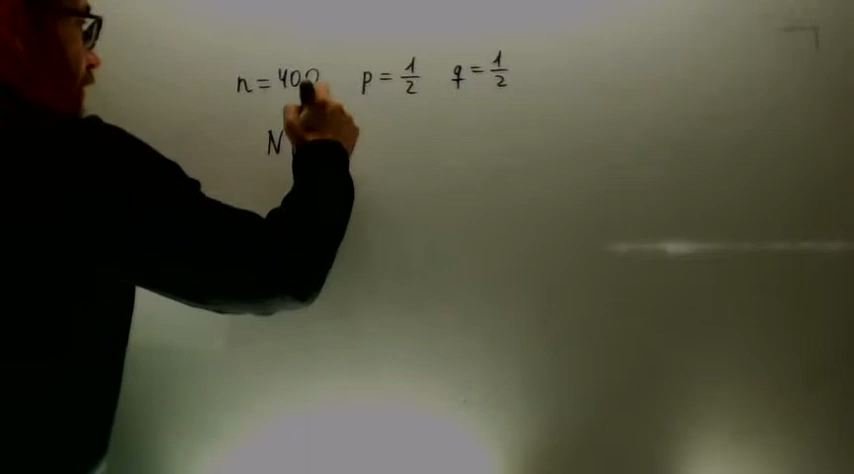 n = 400 p = 1/2 q = 1/2
N